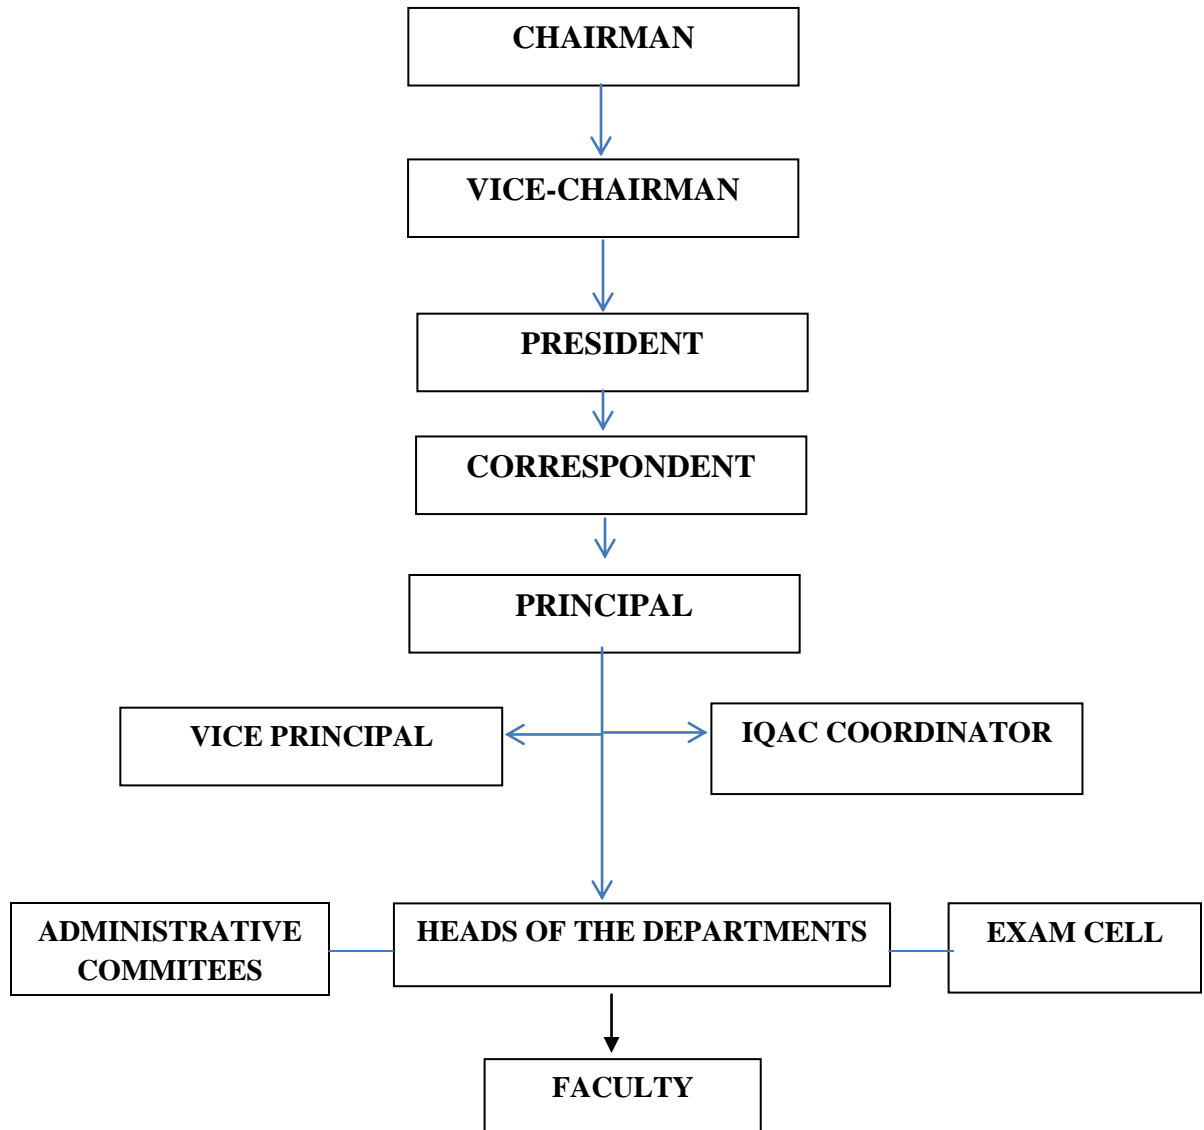 CHAIRMAN
VICE-CHAIRMAN
PRESIDENT
CORRESPONDENT
PRINCIPAL
VICE PRINCIPAL
IQAC COORDINATOR
ADMINISTRATIVE
COMMITEES
HEADS OF THE DEPARTMENTS
EXAM CELL
FACULTY